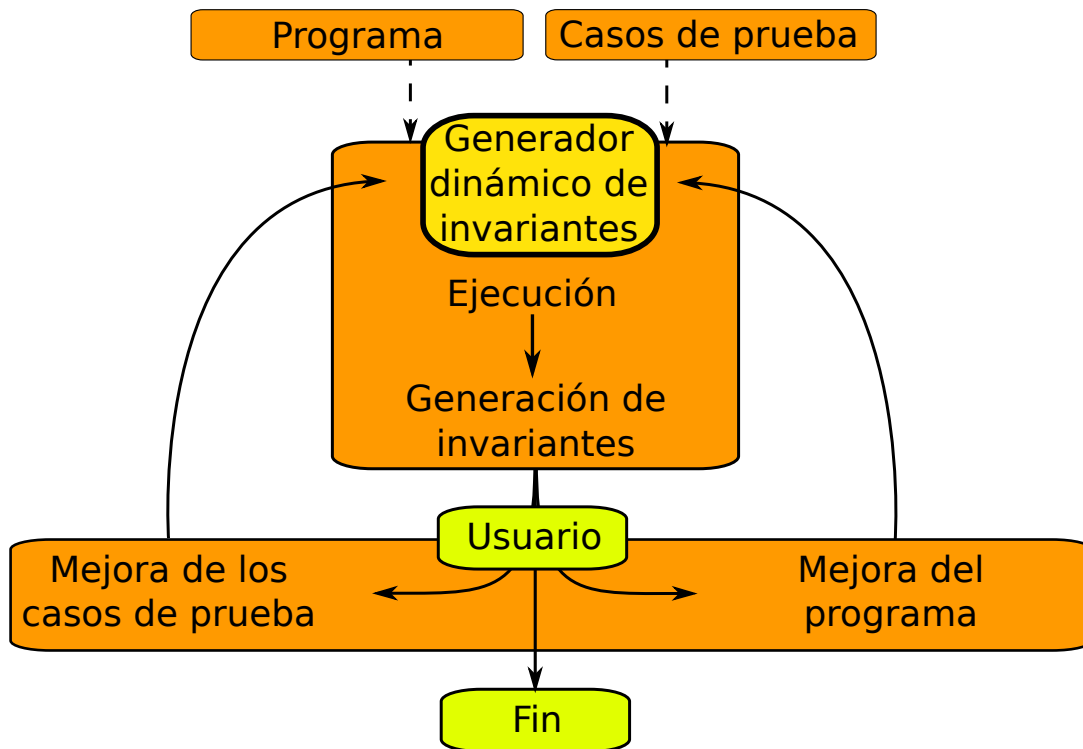 Programa
Casos de prueba
Generador
dinámico de
invariantes
Ejecución
Generación de
invariantes
Usuario
Mejora de los
casos de prueba
Mejora del
programa
Fin